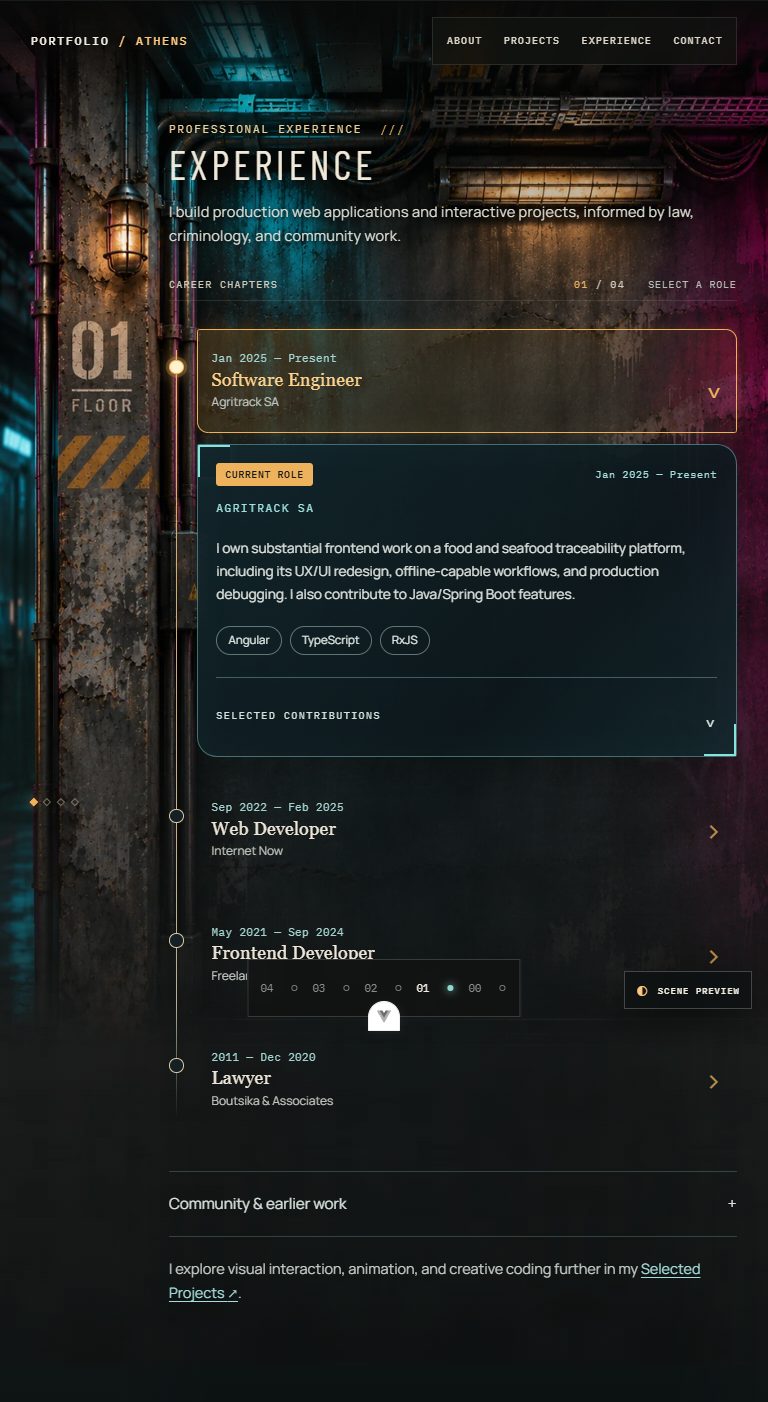 PORTFOLIO / ATHENS
ABOUT PROJECTS EXPERIENCE CONTACT
PROFESSIONAL EXPERIENCE ///
EXPERIENCE
I build production web applications and interactive projects, informed by law,
criminology, and community work.
CAREER CHAPTERS
01 / 04 SELECT A ROLE
01
FLOOR
Jan 2025 — Present
Software Engineer
Agritrack SA
CURRENT ROLE
Jan 2025 — Present
AGRITRACK SA
I own substantial frontend work on a food and seafood traceability platform,
including its UX/UI redesign, offline-capable workflows, and production
debugging. I also contribute to Java/Spring Boot features.
Angular TypeScript RxJS
SELECTED CONTRIBUTIONS
Sep 2022 — Feb 2025
Web Developer
Internet Now
May 2021 — Sep 2024
Frontend Developer
04 03 02 01 00
SCENE PREVIEW
2011 — Dec 2020
Lawyer
Boutsika & Associates
Community & earlier work +
I explore visual interaction, animation, and creative coding further in my Selected
Projects ↗.